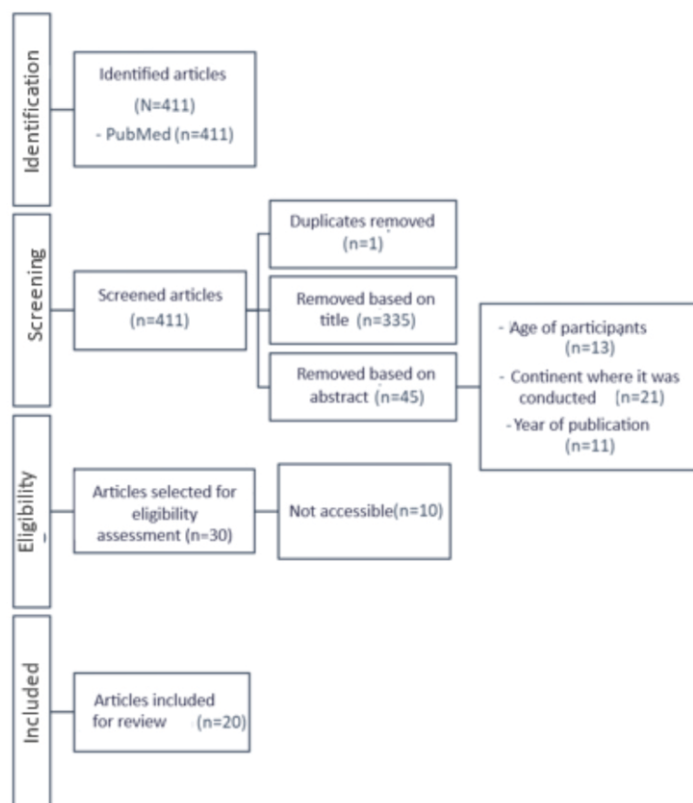 Identification
Identified articles
(N=411)
- PubMed (n=411)
Screening
Screened articles
(n=411)
Duplicates removed
(n=1)
Removed based on
title (n=335)
Removed based on
abstract (n=45)
- Age of participants
(n=13)
- Continent where it was
conducted (n=21)
-Year of publication
(n=11)
Eligibility
Articles selected for
eligibility
assessment (n=30)
Not accessible(n=10)
Included
Articles included
for review (n=20)